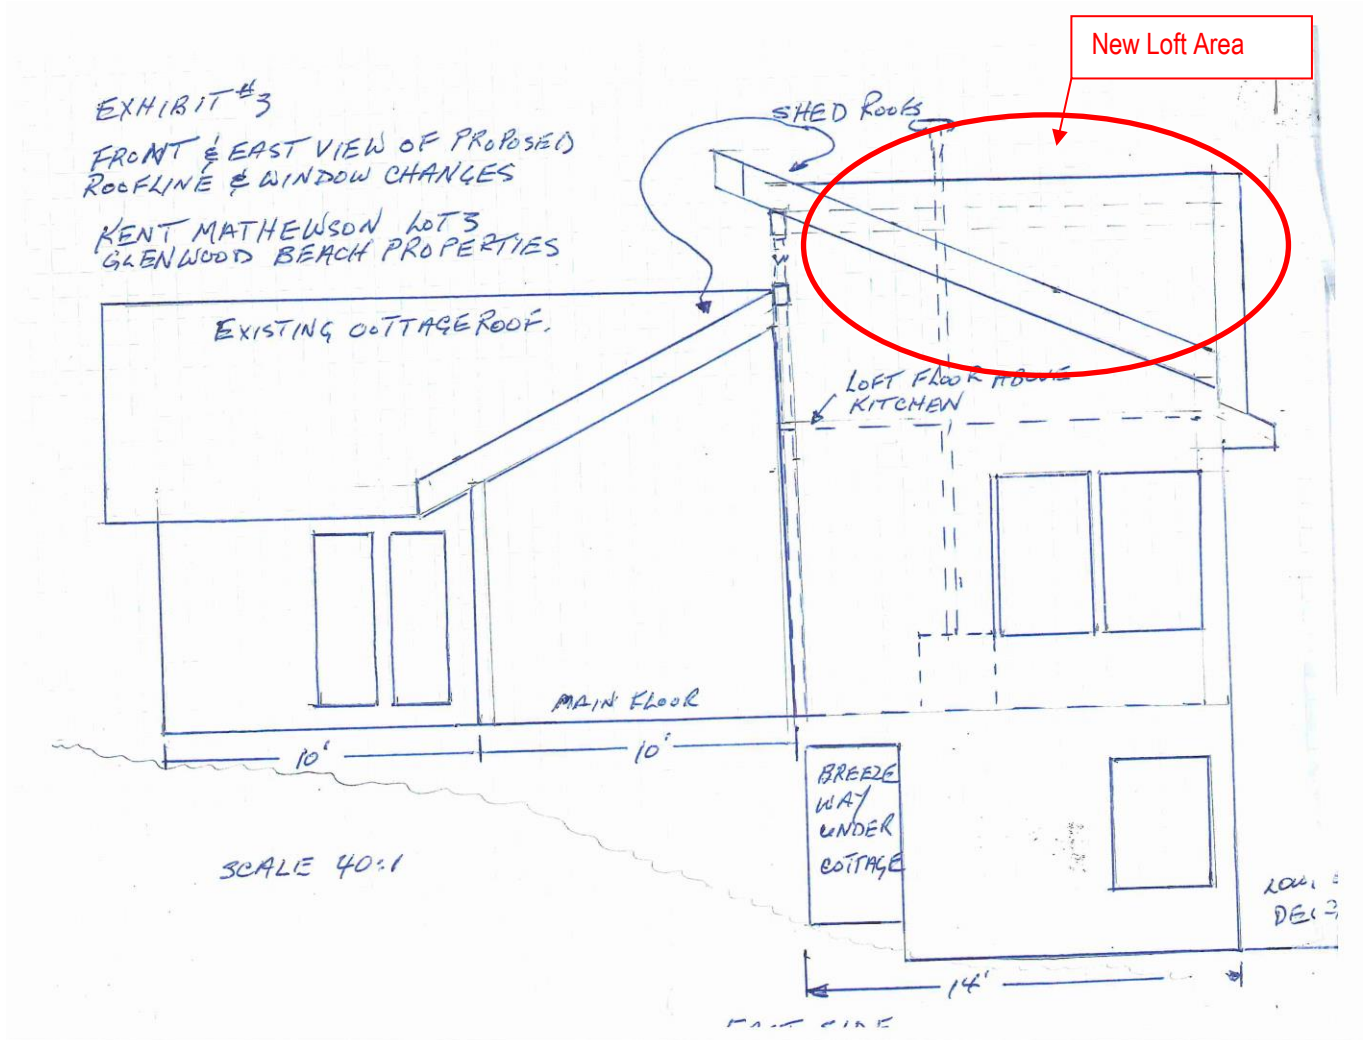 New Loft Area
EXHIBIT #3
FRONT & EAST VIEW OF PROPOSED
ROOFLINE & WINDOW CHANGES
KENT MATHEWSON LOT 3
GLENWOOD BEACH PROPERTIES
SHED ROOFS
EXISTING COTTAGE ROOF.
LOFT FLOOR ABOVE
KITCHEN
MAIN FLOOR
10'
10'
BREEZE
WAY
UNDER
COTTAGE
SCALE 40:1
14'
EAST SIDE